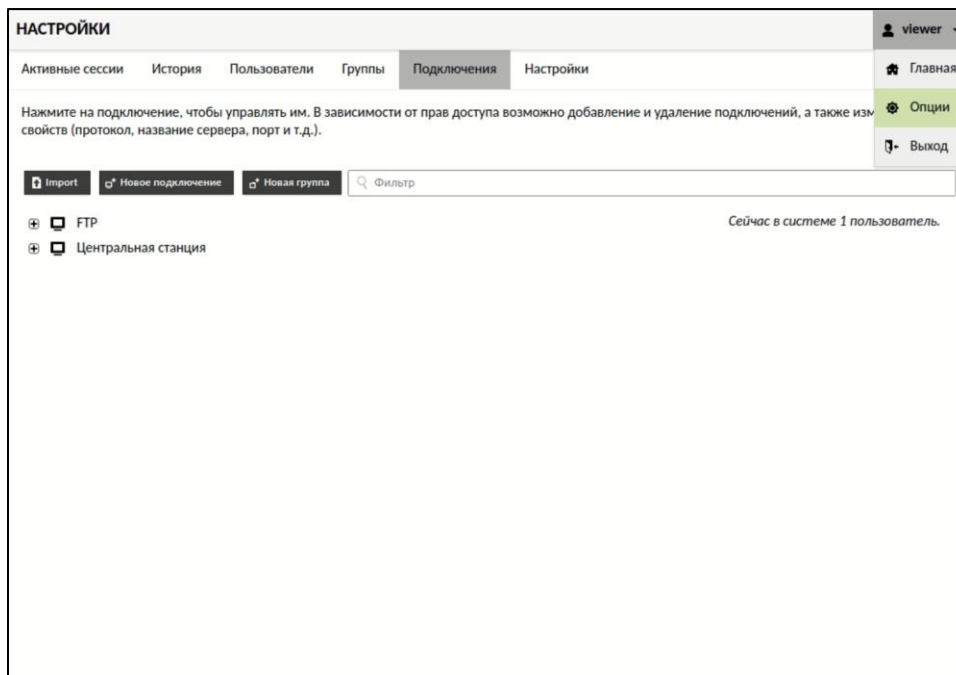 НАСТРОЙКИ
viewer
Активные сессии История Пользователи Группы Подключения Настройки
Главная
Нажмите на подключение, чтобы управлять им. В зависимости от прав доступа возможно добавление и удаление подключений, а также изм
Опции
свойств (протокол, название сервера, порт и т.д.).
Выход
Import Новое подключение Новая группа Фильтр
FTP
Сейчас в системе 1 пользователь.
Центральная станция